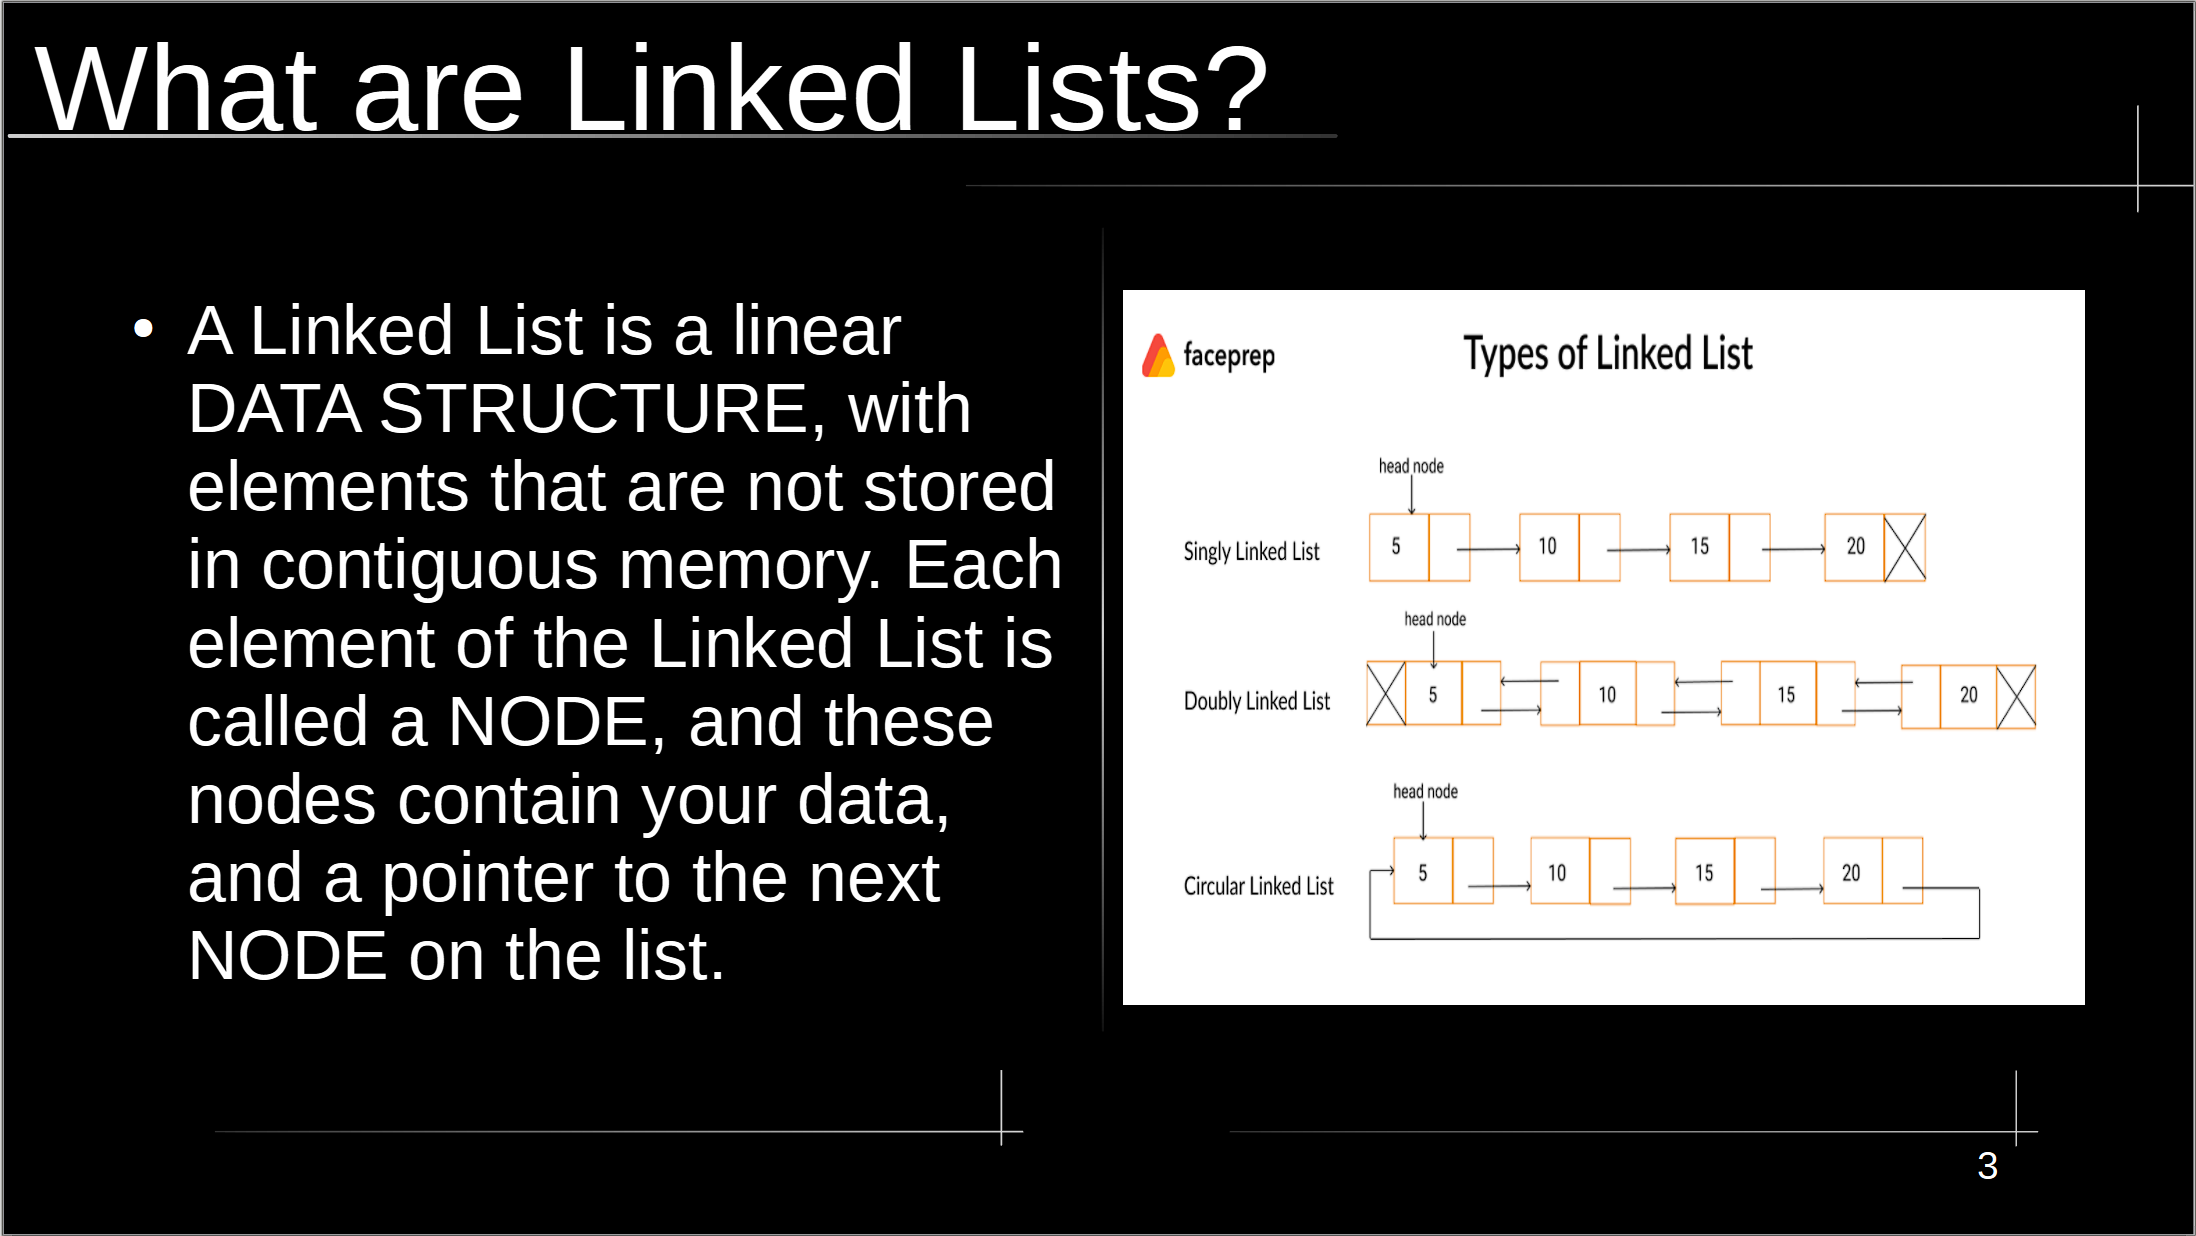 What are Linked Lists?
• A Linked List is a linear
DATA STRUCTURE, with
elements that are not stored
in contiguous memory. Each
element of the Linked List is
called a NODE, and these
nodes contain your data,
and a pointer to the next
NODE on the list.
faceprep
Types of Linked List
head node
Singly Linked List 5 10 15 20
head node
Doubly Linked List 5 10 15 20
head node
Circular Linked List 5 10 15 20
3